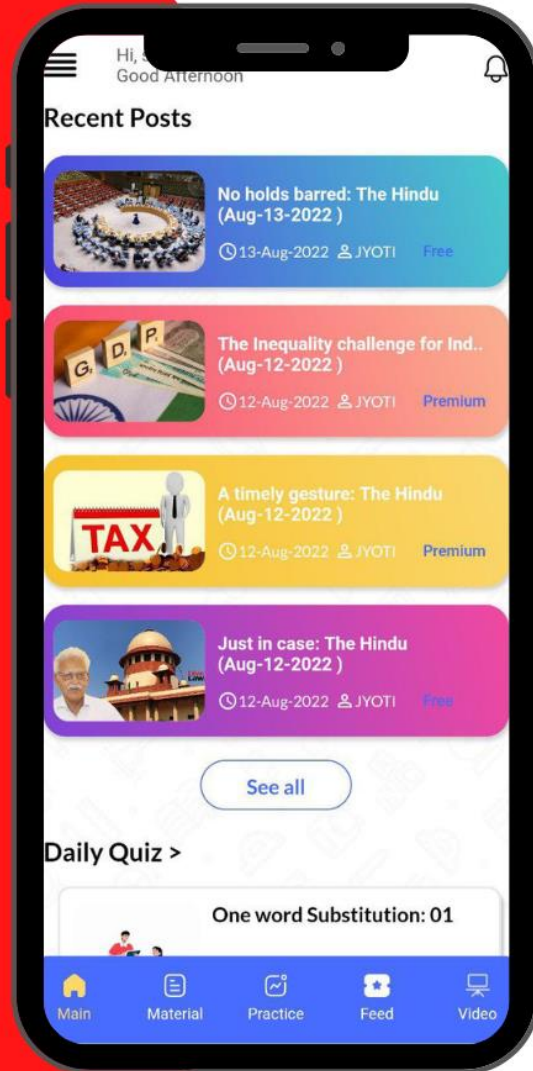 Hi,
Good Afternoon
Recent Posts
No holds barred: The Hindu
(Aug-13-2022 )
13-Aug-2022 JYOTI Free
G D P
The Inequality challenge for Ind..
(Aug-12-2022 )
12-Aug-2022 JYOTI Premium
TAX
A timely gesture: The Hindu
(Aug-12-2022 )
12-Aug-2022 JYOTI Premium
Just in case: The Hindu
(Aug-12-2022 )
12-Aug-2022 JYOTI Free
See all
Daily Quiz >
One word Substitution: 01
Main Material Practice Feed Video